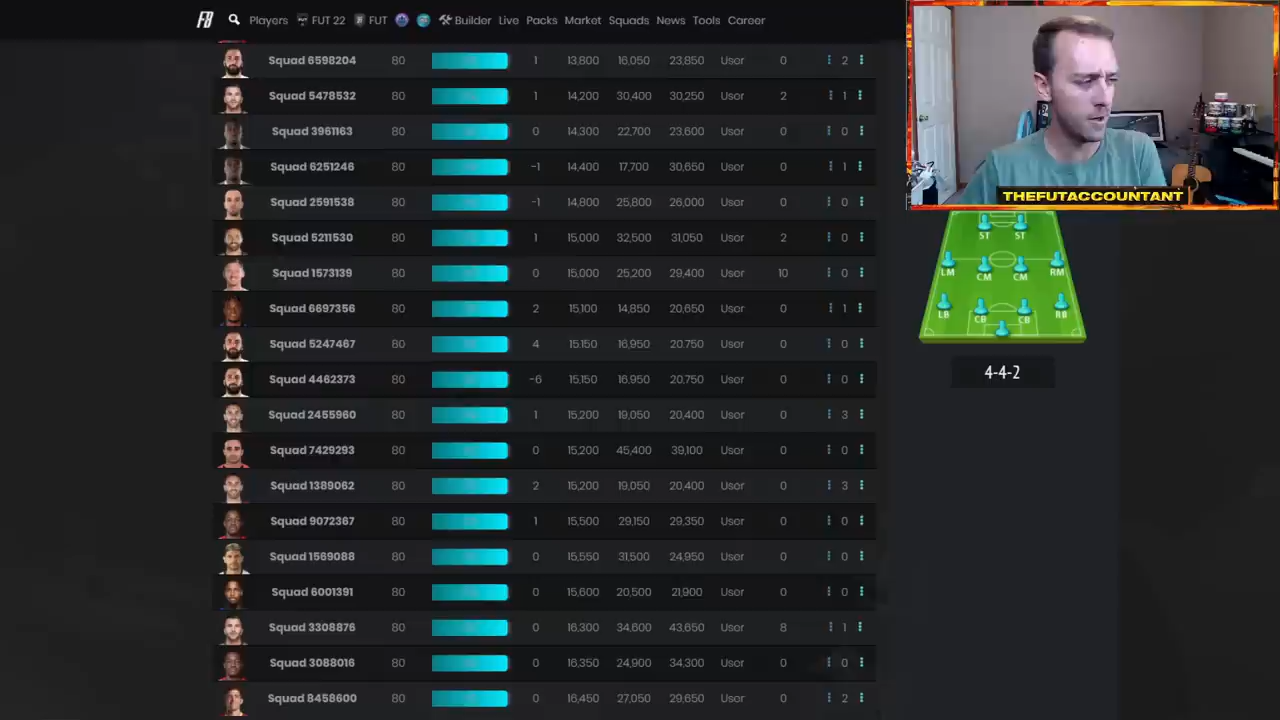 FB Players FUT 22 FUT Builder Live Packs Market Squads News Tools Career
Squad 6598204 80 1 13,800 16,050 23,850 User 0 2
Squad 5478532 80 1 14,200 30,400 30,250 User 2 1
Squad 3961163 80 0 14,300 22,700 23,600 User 0 0
Squad 6251246 80 -1 14,400 17,700 30,650 User 0 1
80 -1 14,800 25,800 26,000 User 0 0
Squad 5211530 80 1 15,000 32,500 31,050 User 2 0
Squad 1573139 80 0 15,000 25,200 29,400 User 10 0
Squad 6697356 80 2 15,100 14,850 20,650 User 0 1
Squad 5247467 80 4 15,150 16,950 20,750 User 0 0
Squad 4462373 80 -6 15,150 16,950 20,750 User 0 0
Squad 2455960 80 1 15,200 19,050 20,400 User 0 3
Squad 7429293 80 0 15,200 45,400 39,100 User 0 0
Squad 1389062 80 2 15,200 19,050 20,400 User 0 3
Squad 9072367 80 1 15,500 29,150 29,350 User 0 0
Squad 1569088 80 0 15,550 31,500 24,950 User 0 0
Squad 6001391 80 0 15,600 20,500 21,900 User 0 0
Squad 3308876 80 0 16,300 34,600 43,650 User 8 1
Squad 3088016 80 0 16,350 24,900 34,300 User 0 0
Squad 8458600 80 0 16,450 27,050 29,650 User 0 2
THEFUTACCOUNTANT
ST ST
LM CM CM RM
LB CB CB RB
4-4-2